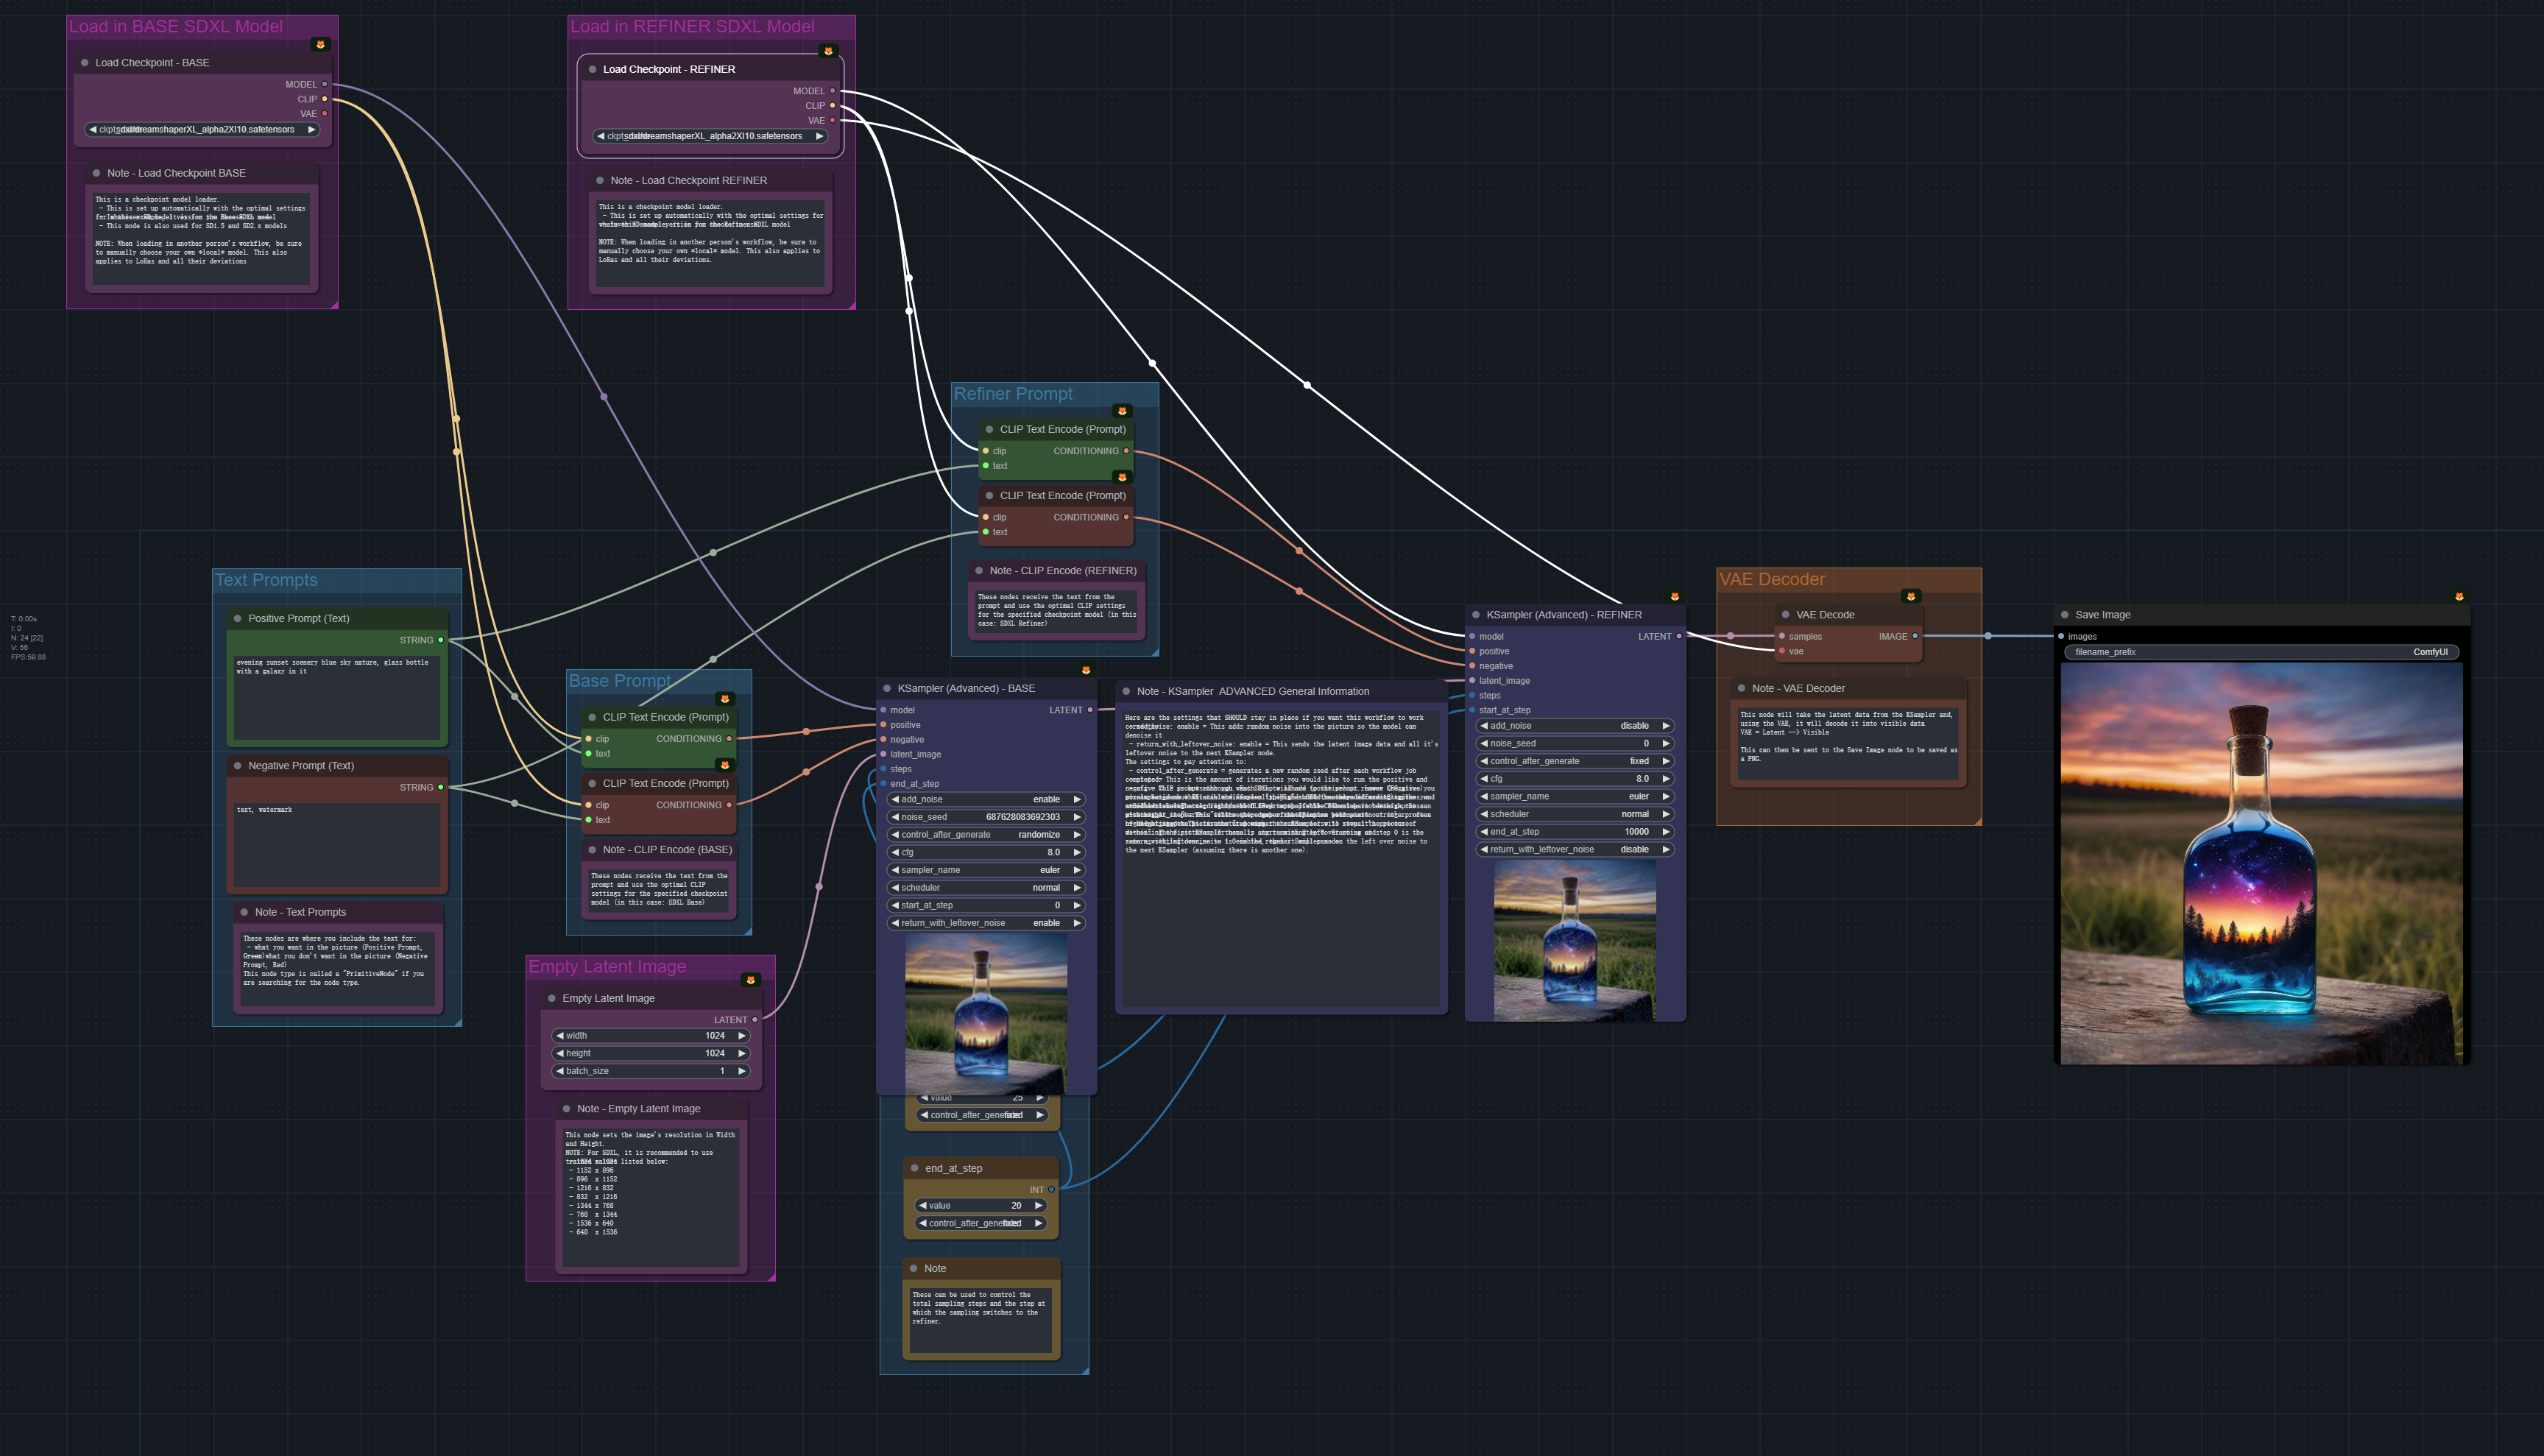 Load in BASE SDXL Model
Load Checkpoint - BASE
MODEL
CLIP
VAE
dreamshaperXL_alpha2Xl10.safetensors
Note - Load Checkpoint BASE
This is a checkpoint model loader.
- This is set up automatically with the optimal settings
- This node is also used for SD1.5 and SD2.x models
NOTE: When loading in another person's workflow, be sure
to manually choose your own *local* model. This also
applies to LoRas and all their deviations
Load in REFINER SDXL Model
Load Checkpoint - REFINER
MODEL
CLIP
VAE
dreamshaperXL_alpha2Xl10.safetensors
Note - Load Checkpoint REFINER
This is a checkpoint model loader.
- This is set up automatically with the optimal settings for
NOTE: When loading in another person's workflow, be sure to
manually choose your own *local* model. This also applies to
LoRas and all their deviations.
Refiner Prompt
CLIP Text Encode (Prompt)
clip CONDITIONING
text
CLIP Text Encode (Prompt)
clip CONDITIONING
text
Note - CLIP Encode (REFINER)
These nodes receive the text from the
prompt and use the optimal CLIP settings
for the specified checkpoint model (in this
case: SDXL Refiner)
T: 0.00s
I: 0
N: 24 [22]
V: 56
FPS:59.88
Text Prompts
Positive Prompt (Text)
STRING
evening sunset scenery blue sky nature, glass bottle
with a galaxy in it
Negative Prompt (Text)
STRING
text, watermark
Note - Text Prompts
These nodes are where you include the text for:
- what you want in the picture (Positive Prompt,
what you don't want in the picture (Negative
Prompt, Red)
This node type is called a "PrimitiveNode" if you
are searching for the node type.
Base Prompt
CLIP Text Encode (Prompt)
clip CONDITIONING
text
CLIP Text Encode (Prompt)
clip CONDITIONING
text
Note - CLIP Encode (BASE)
These nodes receive the text from the
prompt and use the optimal CLIP
settings for the specified checkpoint
model (in this case: SDXL Base)
Empty Latent Image
Empty Latent Image
LATENT
width 1024
height 1024
batch_size 1
Note - Empty Latent Image
This node sets the image's resolution in Width
and Height.
NOTE: For SDXL, it is recommended to use
listed below:
- 1152 x 896
- 896 x 1152
- 1216 x 832
- 832 x 1216
- 1344 x 768
- 768 x 1344
- 1536 x 640
- 640 x 1536
KSampler (Advanced) - BASE
model LATENT
positive
negative
latent_image
steps
end_at_step
add_noise enable
noise_seed 687628083692303
control_after_generate randomize
cfg 8.0
sampler_name euler
scheduler normal
start_at_step 0
return_with_leftover_noise enable
value 25
control_after_generate fixed
end_at_step
INT
value 20
control_after_generate fixed
Note
These can be used to control the
total sampling steps and the step at
which the sampling switches to the
refiner.
Note - KSampler ADVANCED General Information
Here are the settings that SHOULD stay in place if you want this workflow to work
noise: enable = This adds random noise into the picture so the model can
denoise it
- return_with_leftover_noise: enable = This sends the latent image data and all it's
leftover noise to the next KSampler node.
The settings to pay attention to:
- control_after_generate = generates a new random seed after each workflow job
This is the amount of iterations you would like to run the positive and
the next KSampler (assuming there is another one).
KSampler (Advanced) - REFINER
model LATENT
positive
negative
latent_image
steps
start_at_step
add_noise disable
noise_seed 0
control_after_generate fixed
cfg 8.0
sampler_name euler
scheduler normal
end_at_step 10000
return_with_leftover_noise disable
VAE Decoder
VAE Decode
samples IMAGE
vae
Note - VAE Decoder
This node will take the latent data from the KSampler and,
using the VAE, it will decode it into visible data
VAE = Latent --> Visible
This can then be sent to the Save Image node to be saved as
a PNG.
Save Image
images
filename_prefix ComfyUI